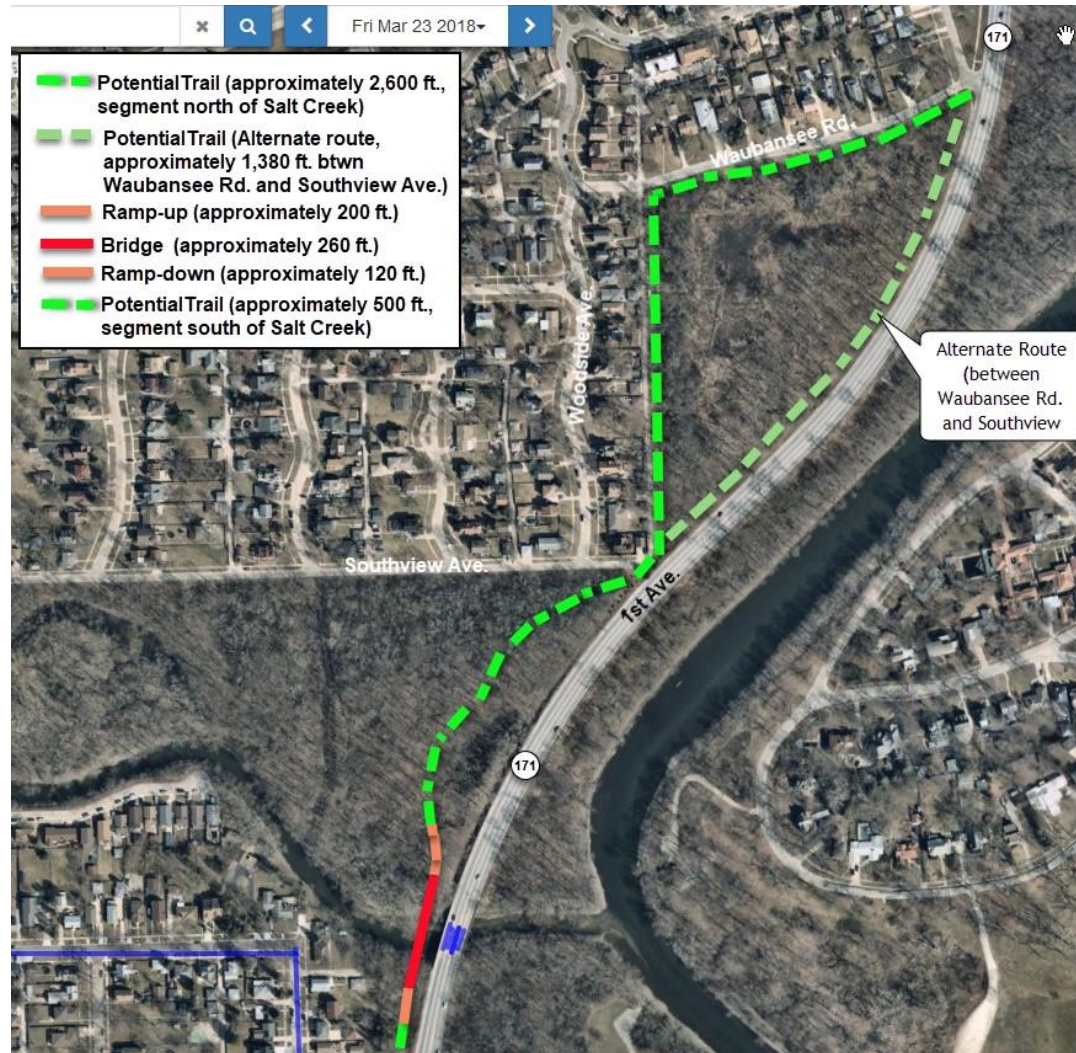 Fri Mar 23 2018
171
PotentialTrail (approximately 2,600 ft.,
segment north of Salt Creek)
PotentialTrail (Alternate route,
approximately 1,380 ft. btwn
Waubansee Rd. and Southview Ave.)
Ramp-up (approximately 200 ft.)
Bridge (approximately 260 ft.)
Ramp-down (approximately 120 ft.)
PotentialTrail (approximately 500 ft.,
segment south of Salt Creek)
Waubansee Rd.
Woodside Ave.
Alternate Route
(between
Waubansee Rd.
and Southview
Southview Ave.
1st Ave.
171